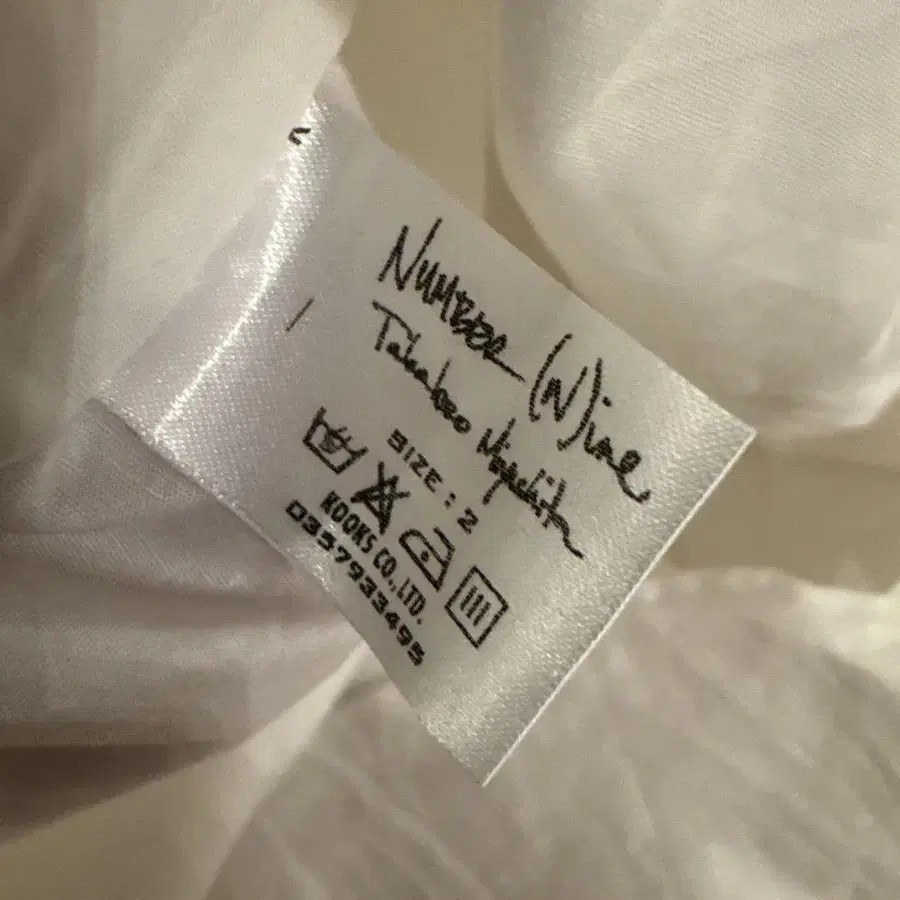 NUMBER (N)ine
Takahiro Miyashita
SIZE : 2
KOOKS CO.,LTD.
0357933495